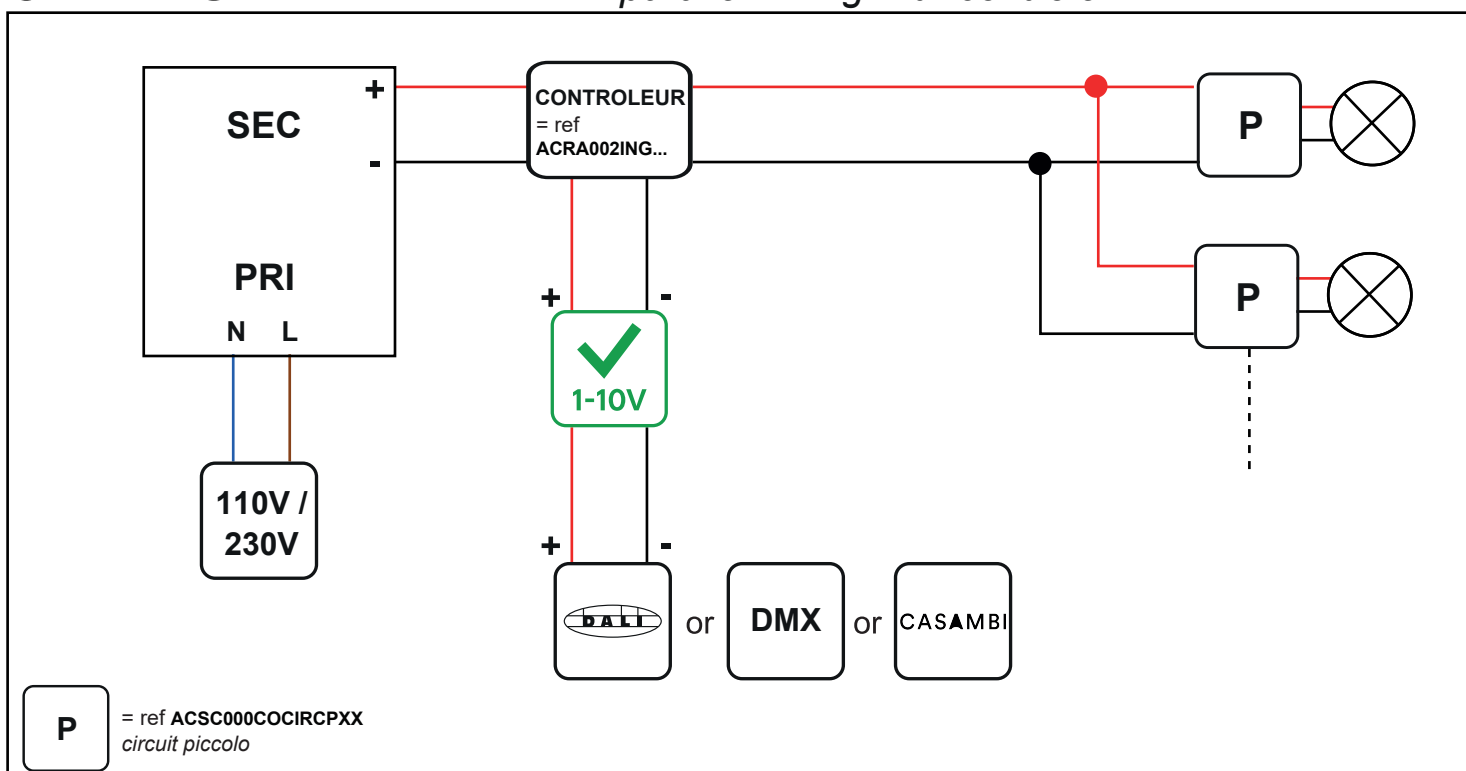 +
SEC
-
PRI
N L
110V /
230V
CONTROLEUR
= ref
ACRA002ING...
+ -
1-10V
+ -
DALI or DMX or CASAMBI
P
P
P
= ref ACSC000COCIRCPXX
circuit piccolo